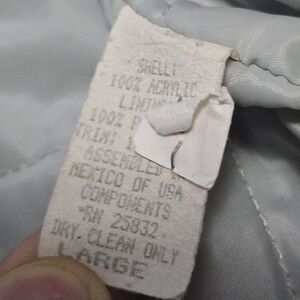 SHELL:
100% ACRYLIC
LINING:
100%
TRIM:
ASSEMBLED
MEXICO OF USA
COMPONENTS
RN 25832
DRY CLEAN ONLY
LARGE